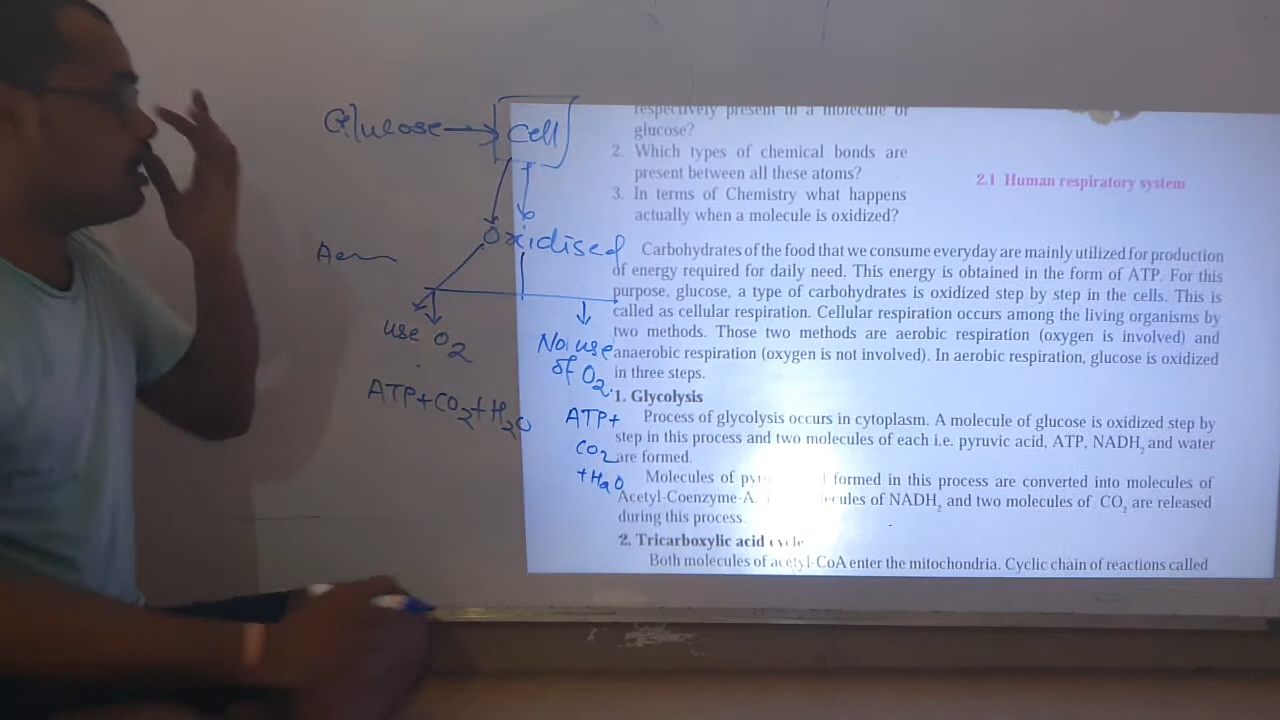 Glucose → Cell
Oxidised
use O2
No use
of O2.
ATP+CO2+H2O
ATP+
CO2
+H2O
respectively present in a molecule of
glucose?
2. Which types of chemical bonds are
present between all these atoms?
3. In terms of Chemistry what happens
actually when a molecule is oxidized?
2.1 Human respiratory system
Carbohydrates of the food that we consume everyday are mainly utilized for production
of energy required for daily need. This energy is obtained in the form of ATP. For this
purpose, glucose, a type of carbohydrates is oxidized step by step in the cells. This is
called as cellular respiration. Cellular respiration occurs among the living organisms by
two methods. Those two methods are aerobic respiration (oxygen is involved) and
anaerobic respiration (oxygen is not involved). In aerobic respiration, glucose is oxidized
in three steps.
1. Glycolysis
Process of glycolysis occurs in cytoplasm. A molecule of glucose is oxidized step by
step in this process and two molecules of each i.e. pyruvic acid, ATP, NADH2 and water
are formed.
Molecules of formed in this process are converted into molecules of
Acetyl-Coenzyme-A. of NADH2 and two molecules of CO2 are released
during this process.
2. Tricarboxylic acid cycle
Both molecules of acetyl-CoA enter the mitochondria. Cyclic chain of reactions called